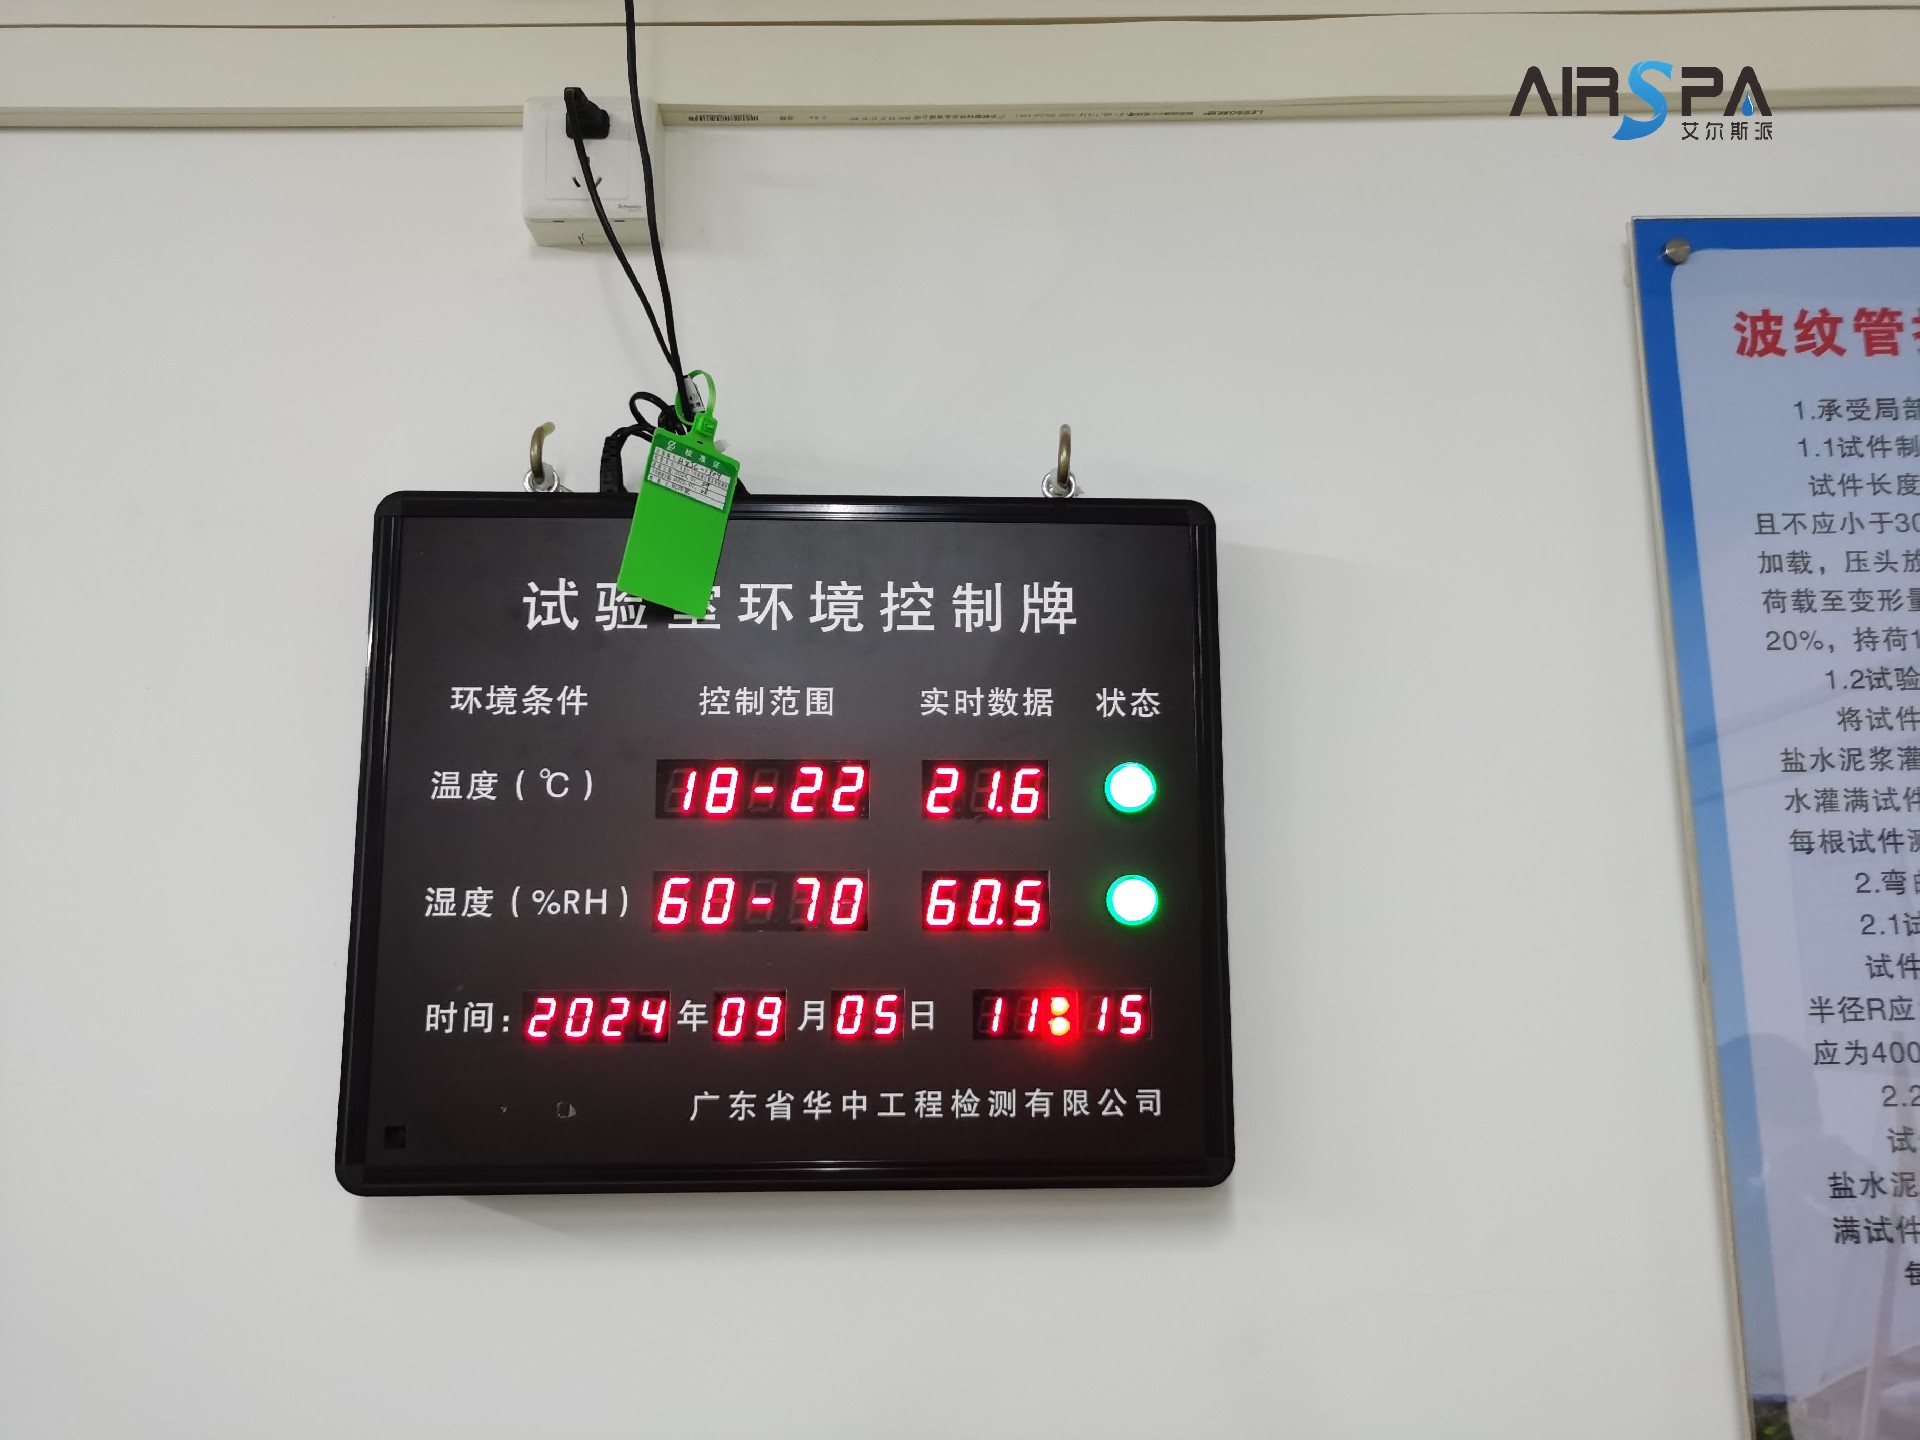 AIRSPA
艾尔斯派
校准证
试验室环境控制牌
环境条件 控制范围 实时数据 状态
温度(℃) 18-22 21.6
湿度(%RH) 60-70 60.5
时间: 2024年09月05日 11:15
广东省华中工程检测有限公司
波纹管
1.承受局部
1.1试件制
试件长度
且不应小于30
加载，压头放
荷载至变形量
20%，持荷1
1.2试验
将试件
盐水泥浆灌
水灌满试件
每根试件测
2.弯
2.1试
试件
半径R应
应为400
2.2
试
盐水泥
满试件
每